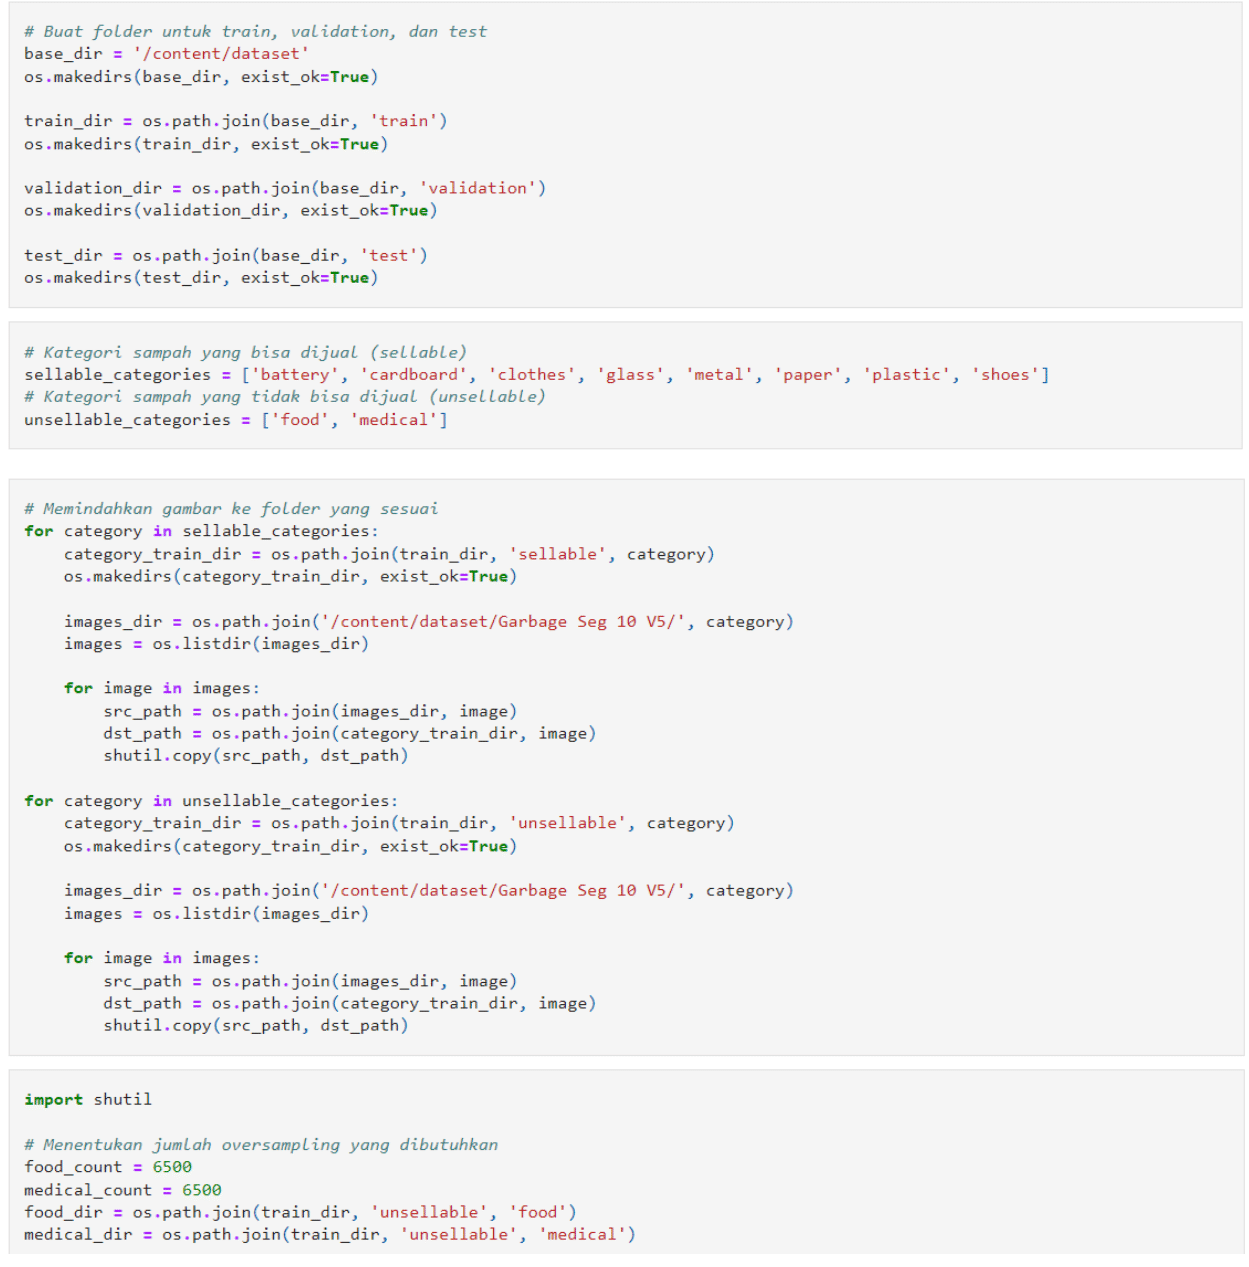 # Buat folder untuk train, validation, dan test
base_dir = '/content/dataset'
os.makedirs(base_dir, exist_ok=True)

train_dir = os.path.join(base_dir, 'train')
os.makedirs(train_dir, exist_ok=True)

validation_dir = os.path.join(base_dir, 'validation')
os.makedirs(validation_dir, exist_ok=True)

test_dir = os.path.join(base_dir, 'test')
os.makedirs(test_dir, exist_ok=True)

# Kategori sampah yang bisa dijual (sellable)
sellable_categories = ['battery', 'cardboard', 'clothes', 'glass', 'metal', 'paper', 'plastic', 'shoes']
# Kategori sampah yang tidak bisa dijual (unsellable)
unsellable_categories = ['food', 'medical']

# Memindahkan gambar ke folder yang sesuai
for category in sellable_categories:
    category_train_dir = os.path.join(train_dir, 'sellable', category)
    os.makedirs(category_train_dir, exist_ok=True)

    images_dir = os.path.join('/content/dataset/Garbage Seg 10 V5/', category)
    images = os.listdir(images_dir)

    for image in images:
        src_path = os.path.join(images_dir, image)
        dst_path = os.path.join(category_train_dir, image)
        shutil.copy(src_path, dst_path)

for category in unsellable_categories:
    category_train_dir = os.path.join(train_dir, 'unsellable', category)
    os.makedirs(category_train_dir, exist_ok=True)

    images_dir = os.path.join('/content/dataset/Garbage Seg 10 V5/', category)
    images = os.listdir(images_dir)

    for image in images:
        src_path = os.path.join(images_dir, image)
        dst_path = os.path.join(category_train_dir, image)
        shutil.copy(src_path, dst_path)

import shutil

# Menentukan jumlah oversampling yang dibutuhkan
food_count = 6500
medical_count = 6500
food_dir = os.path.join(train_dir, 'unsellable', 'food')
medical_dir = os.path.join(train_dir, 'unsellable', 'medical')